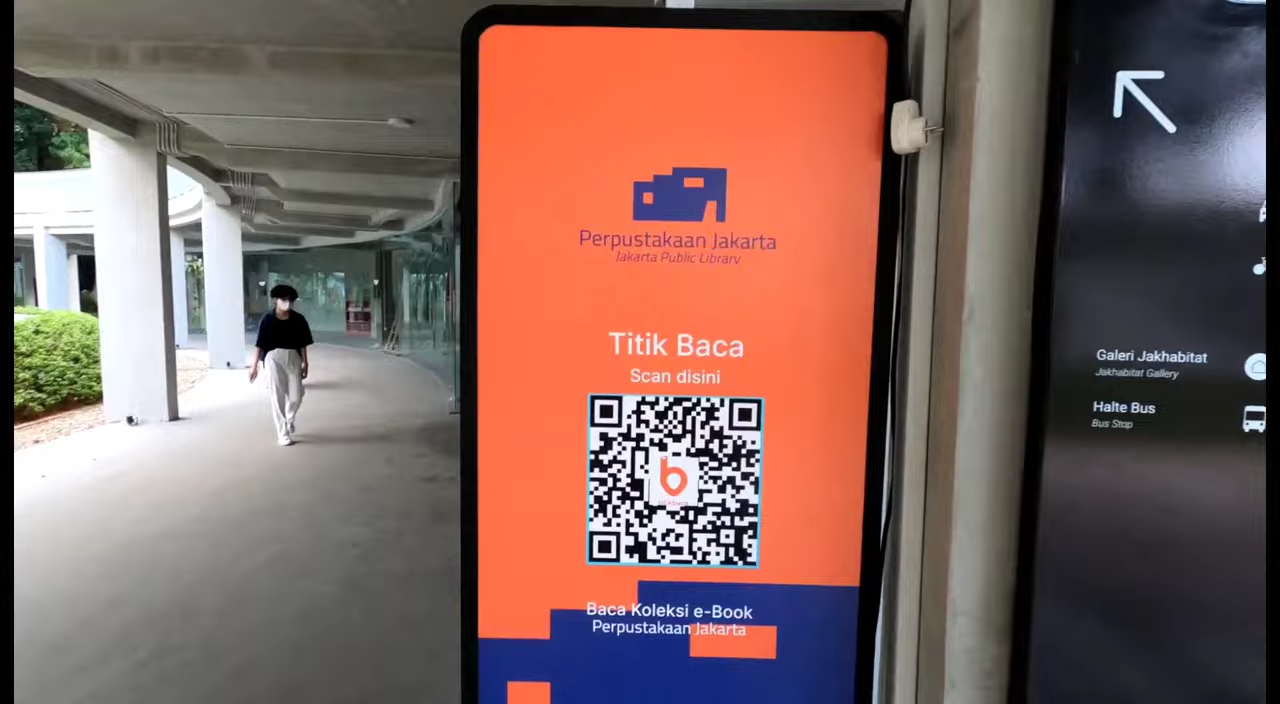 Perpustakaan Jakarta
Jakarta Public Library
Titik Baca
Scan disini
b
titikbaca
Baca Koleksi e-Book
Perpustakaan Jakarta
Galeri Jakhabitat
Jakhabitat Gallery
Halte Bus
Bus Stop